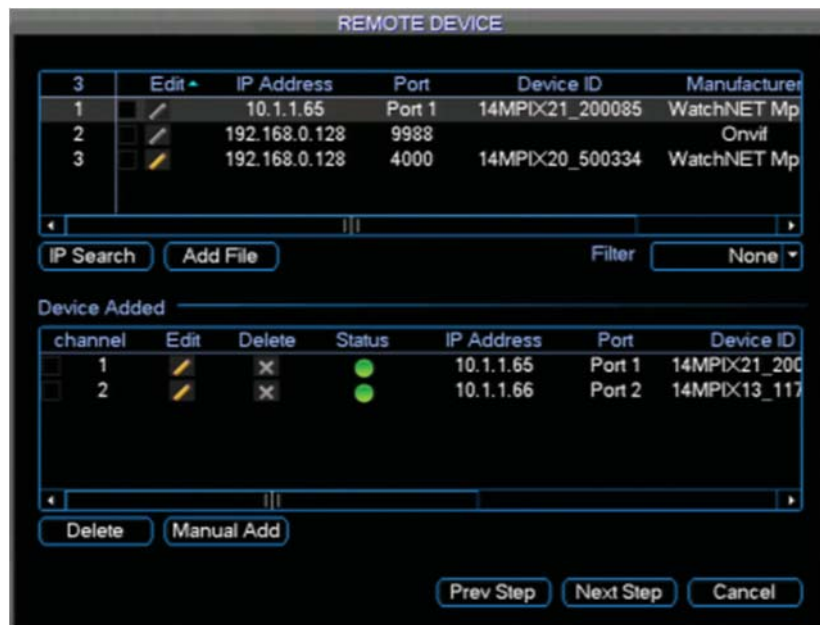 REMOTE DEVICE
3 Edit IP Address Port Device ID Manufacturer
1 10.1.1.65 Port 1 14MPIX21_200085 WatchNET Mp
2 192.168.0.128 9988 Onvif
3 192.168.0.128 4000 14MPIX20_500334 WatchNET Mp
IP Search Add File Filter None
Device Added
channel Edit Delete Status IP Address Port Device ID
1 10.1.1.65 Port 1 14MPIX21_200
2 10.1.1.66 Port 2 14MPIX13_117
Delete Manual Add
Prev Step Next Step Cancel